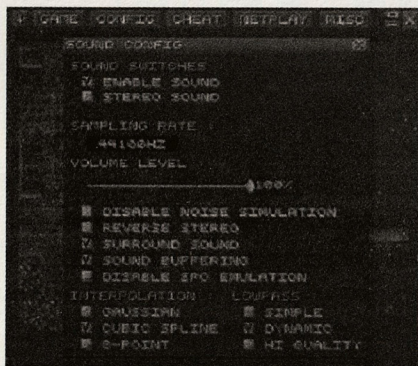 GAME CONFIG CHEAT NETPLAY MISC
SOUND CONFIG
SOUND SWITCHES
ENABLE SOUND
STEREO SOUND
SAMPLING RATE :
44100HZ
VOLUME LEVEL
100%
DISABLE NOISE SIMULATION
REVERSE STEREO
SURROUND SOUND
SOUND BUFFERING
DISABLE SPC EMULATION
INTERPOLATION : LOWPASS
GAUSSIAN SIMPLE
CUBIC SPLINE DYNAMIC
8-POINT HI QUALITY